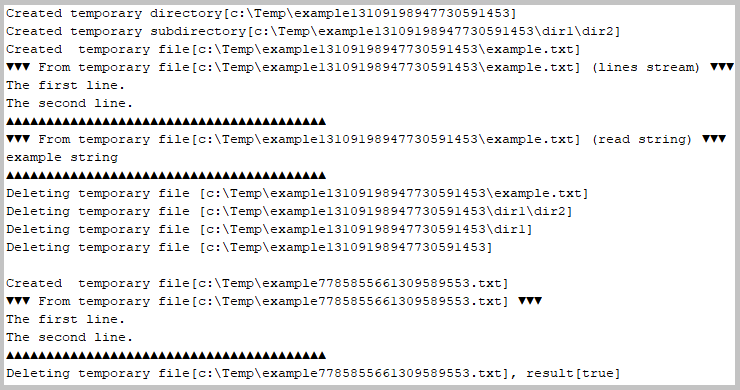 Created temporary directory[c:\Temp\example13109198947730591453]
Created temporary subdirectory[c:\Temp\example13109198947730591453\dir1\dir2]
Created  temporary file[c:\Temp\example13109198947730591453\example.txt]
▼▼▼ From temporary file[c:\Temp\example13109198947730591453\example.txt] (lines stream) ▼▼▼
The first line.
The second line.
▲▲▲▲▲▲▲▲▲▲▲▲▲▲▲▲▲▲▲▲▲▲▲▲▲▲▲▲▲▲▲▲▲▲▲▲▲▲▲▲
▼▼▼ From temporary file[c:\Temp\example13109198947730591453\example.txt] (read string) ▼▼▼
example string
▲▲▲▲▲▲▲▲▲▲▲▲▲▲▲▲▲▲▲▲▲▲▲▲▲▲▲▲▲▲▲▲▲▲▲▲▲▲▲▲
Deleting temporary file [c:\Temp\example13109198947730591453\example.txt]
Deleting temporary file [c:\Temp\example13109198947730591453\dir1\dir2]
Deleting temporary file [c:\Temp\example13109198947730591453\dir1]
Deleting temporary file [c:\Temp\example13109198947730591453]

Created  temporary file[c:\Temp\example7785855661309589553.txt]
▼▼▼ From temporary file[c:\Temp\example7785855661309589553.txt] ▼▼▼
The first line.
The second line.
▲▲▲▲▲▲▲▲▲▲▲▲▲▲▲▲▲▲▲▲▲▲▲▲▲▲▲▲▲▲▲▲▲▲▲▲▲▲▲▲
Deleting temporary file[c:\Temp\example7785855661309589553.txt], result[true]